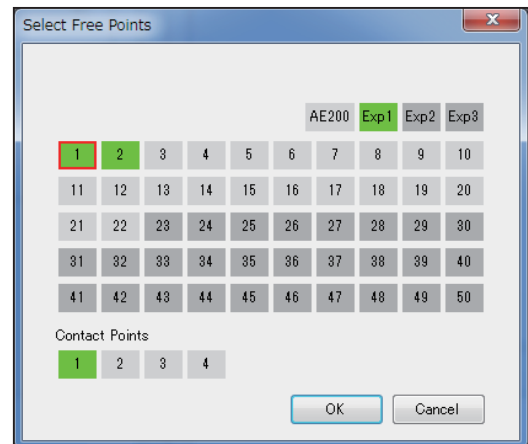 Select Free Points
AE200 Exp1 Exp2 Exp3
1 2 3 4 5 6 7 8 9 10
11 12 13 14 15 16 17 18 19 20
21 22 23 24 25 26 27 28 29 30
31 32 33 34 35 36 37 38 39 40
41 42 43 44 45 46 47 48 49 50
Contact Points
1 2 3 4
OK Cancel